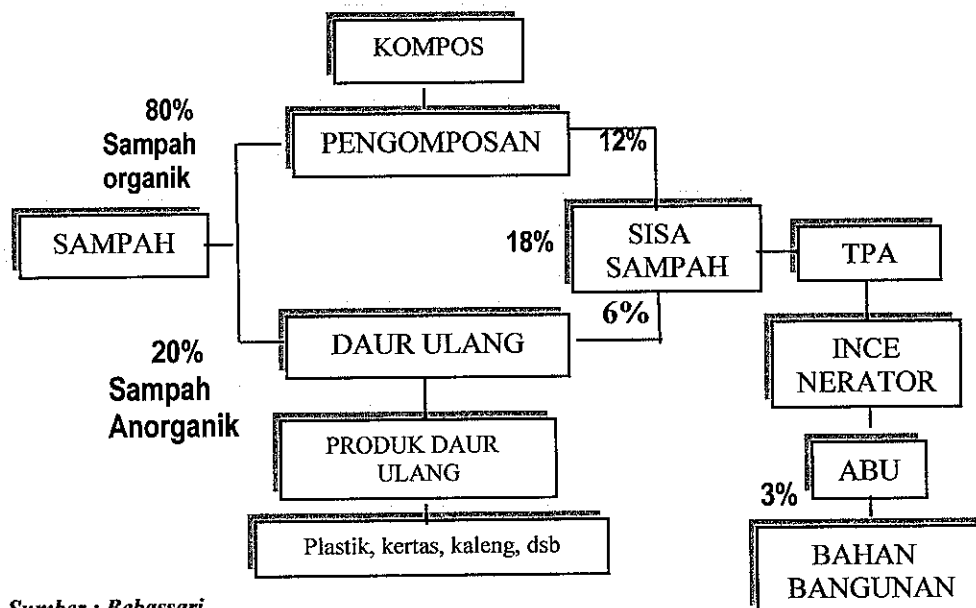 KOMPOS
80%
Sampah
organik
PENGOMPOSAN
12%
SAMPAH
18%
SISA
SAMPAH
TPA
6%
20%
Sampah
Anorganik
DAUR ULANG
INCE
NERATOR
PRODUK DAUR
ULANG
ABU
3%
Plastik, kertas, kaleng, dsb
BAHAN
BANGUNAN
Sumber : Bebassari